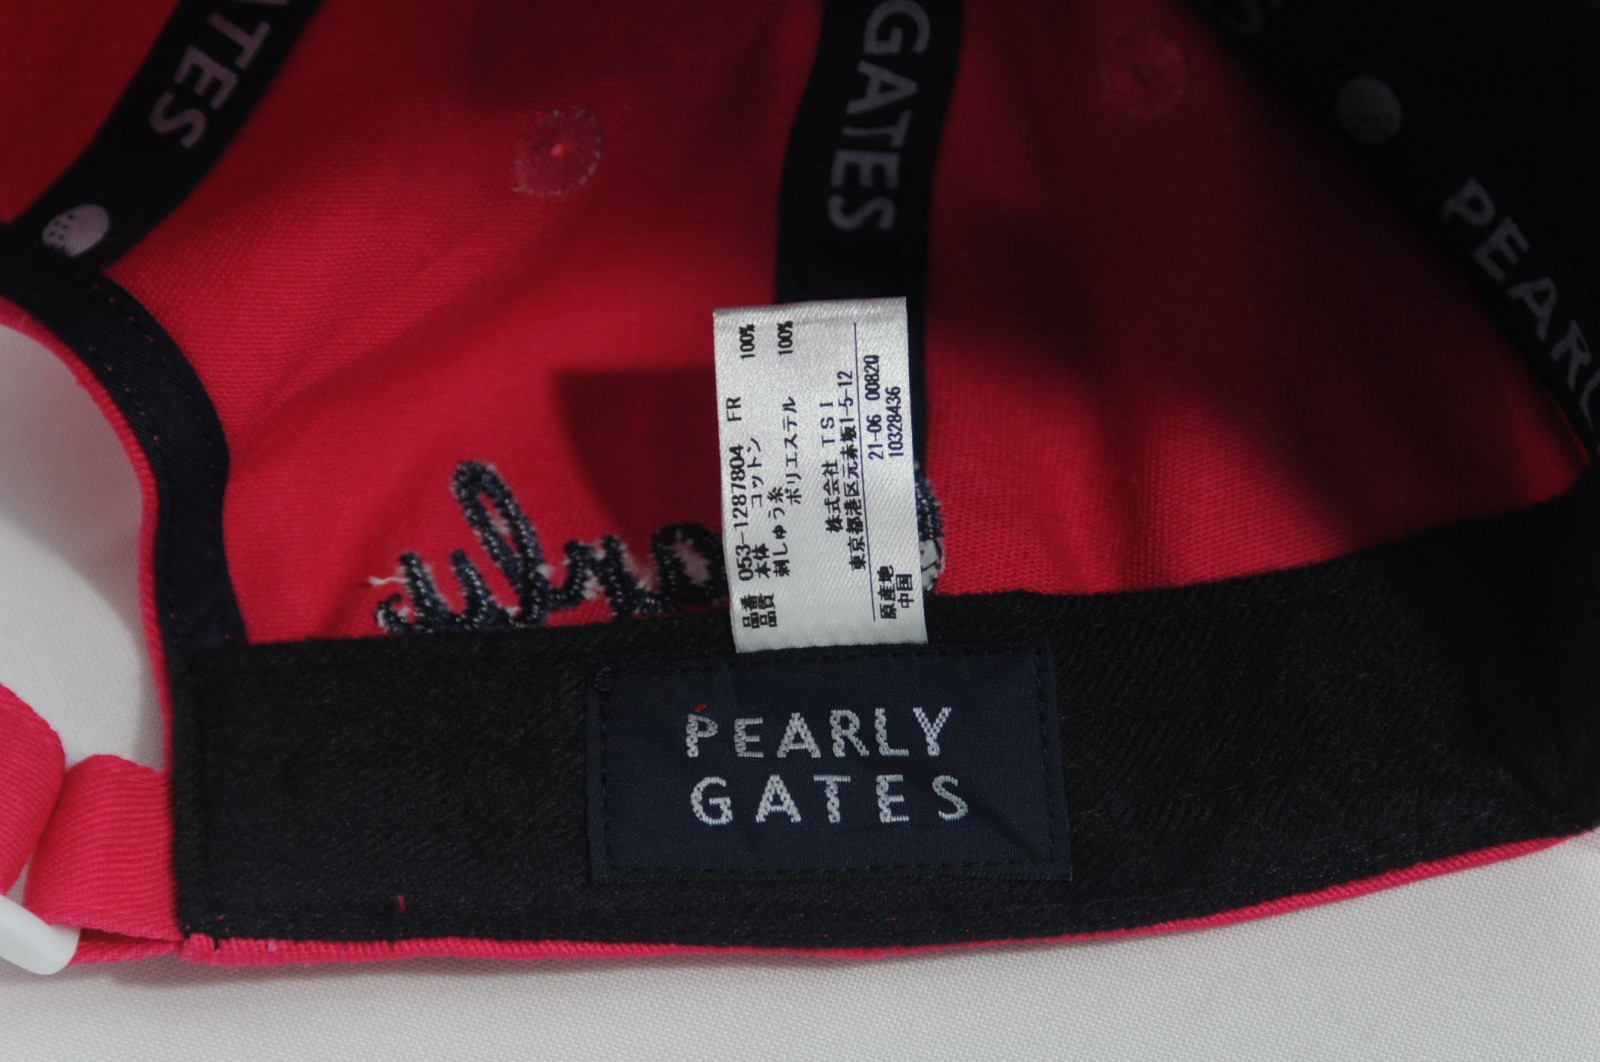 ATES
GATES
PEARL
品番 053-1287804 FR
品質 本体 コットン 100%
刺しゅう糸
ポリエステル 100%
株式会社 TSI
東京都港区元赤坂1-5-12
原産地 21-06 00820
中国 10328436
PEARLY
GATES